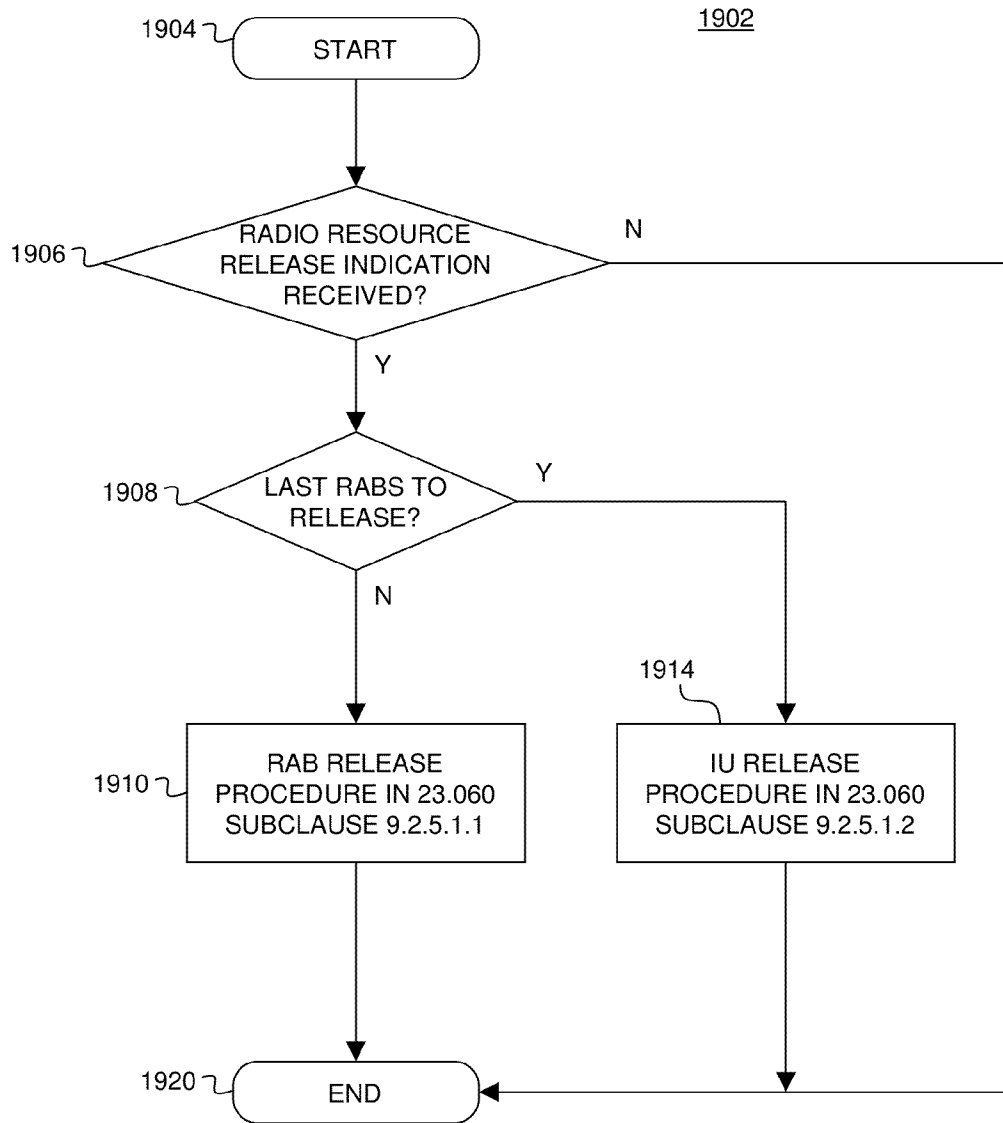 1902
1904
START
1906
RADIO RESOURCE
RELEASE INDICATION
RECEIVED?
N
Y
1908
LAST RABS TO
RELEASE?
Y
N
1914
1910
RAB RELEASE
PROCEDURE IN 23.060
SUBCLAUSE 9.2.5.1.1
IU RELEASE
PROCEDURE IN 23.060
SUBCLAUSE 9.2.5.1.2
1920
END